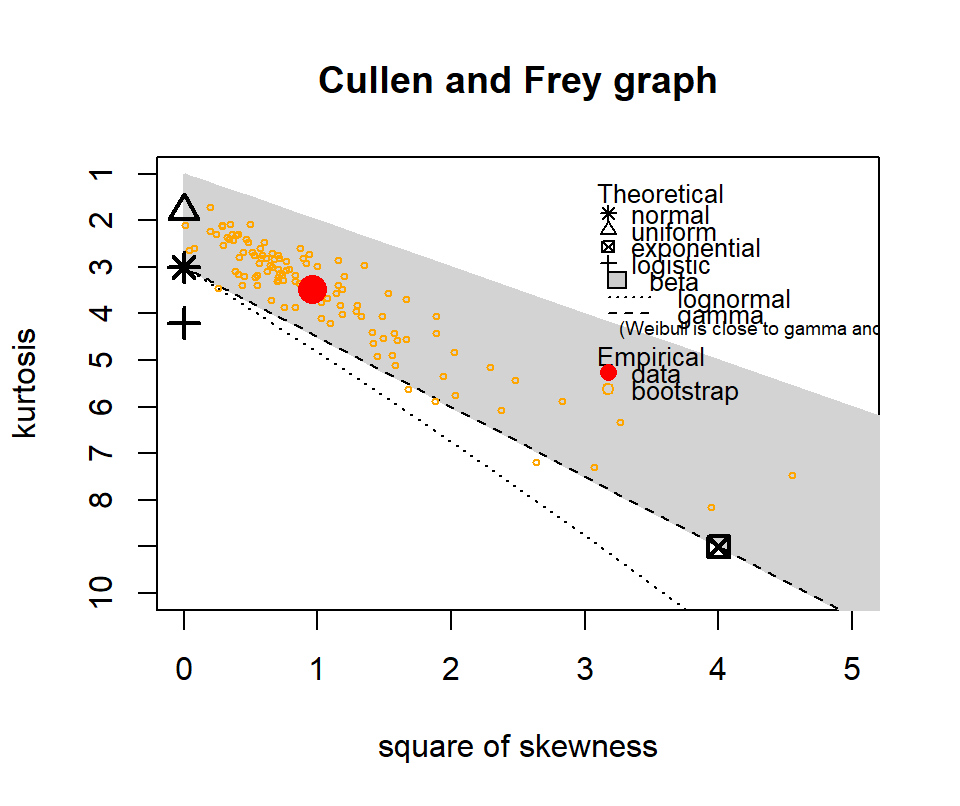 Cullen and Frey graph
kurtosis
1
2
3
4
5
6
7
8
10
Theoretical
normal
uniform
exponential
logistic
beta
lognormal
gamma
(Weibull is close to gamma and
Empirical
data
bootstrap
0 1 2 3 4 5
square of skewness